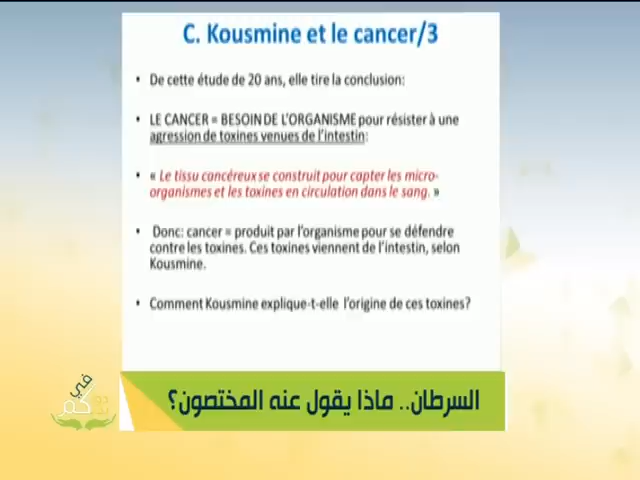 C. Kousmine et le cancer/3
• De cette étude de 20 ans, elle tire la conclusion:
• LE CANCER = BESOIN DE L'ORGANISME pour résister à une
agression de toxines venues de l'intestin:
• « Le tissu cancéreux se construit pour capter les micro-
organismes et les toxines en circulation dans le sang. »
• Donc: cancer = produit par l'organisme pour se défendre
contre les toxines. Ces toxines viennent de l'intestin, selon
Kousmine.
• Comment Kousmine explique-t-elle l'origine de ces toxines?
السرطان.. ماذا يقول عنه المختصون؟
في